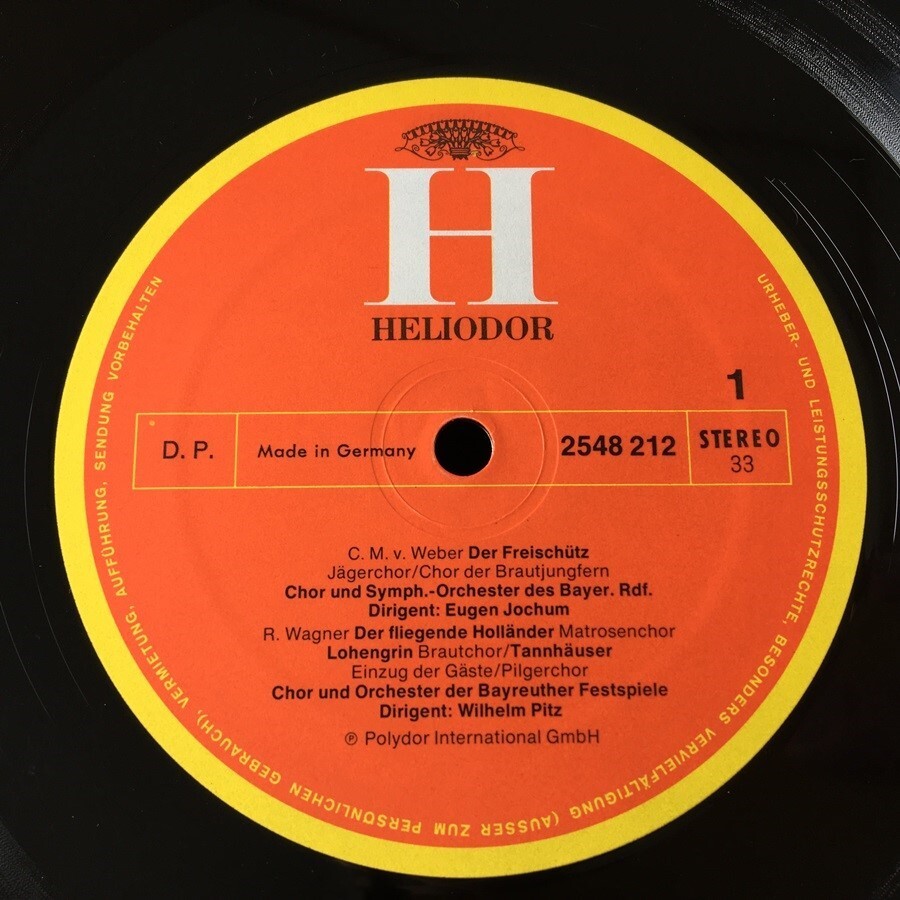 H
HELIODOR
1
D. P.
Made in Germany
2548 212
STEREO
33
C. M. v. Weber Der Freischütz
Jägerchor/Chor der Brautjungfern
Chor und Symph.-Orchester des Bayer. Rdf.
Dirigent: Eugen Jochum
R. Wagner Der fliegende Holländer Matrosenchor
Lohengrin Brautchor/Tannhäuser
Einzug der Gäste/Pilgerchor
Chor und Orchester der Bayreuther Festspiele
Dirigent: Wilhelm Pitz
℗ Polydor International GmbH
URHEBER- UND LEISTUNGSSCHUTZRECHTE, BESONDERS VERVIELFÄLTIGUNG (AUSSER ZUM PERSÖNLICHEN GEBRAUCH), VERMIETUNG, AUFFÜHRUNG, SENDUNG VORBEHALTEN